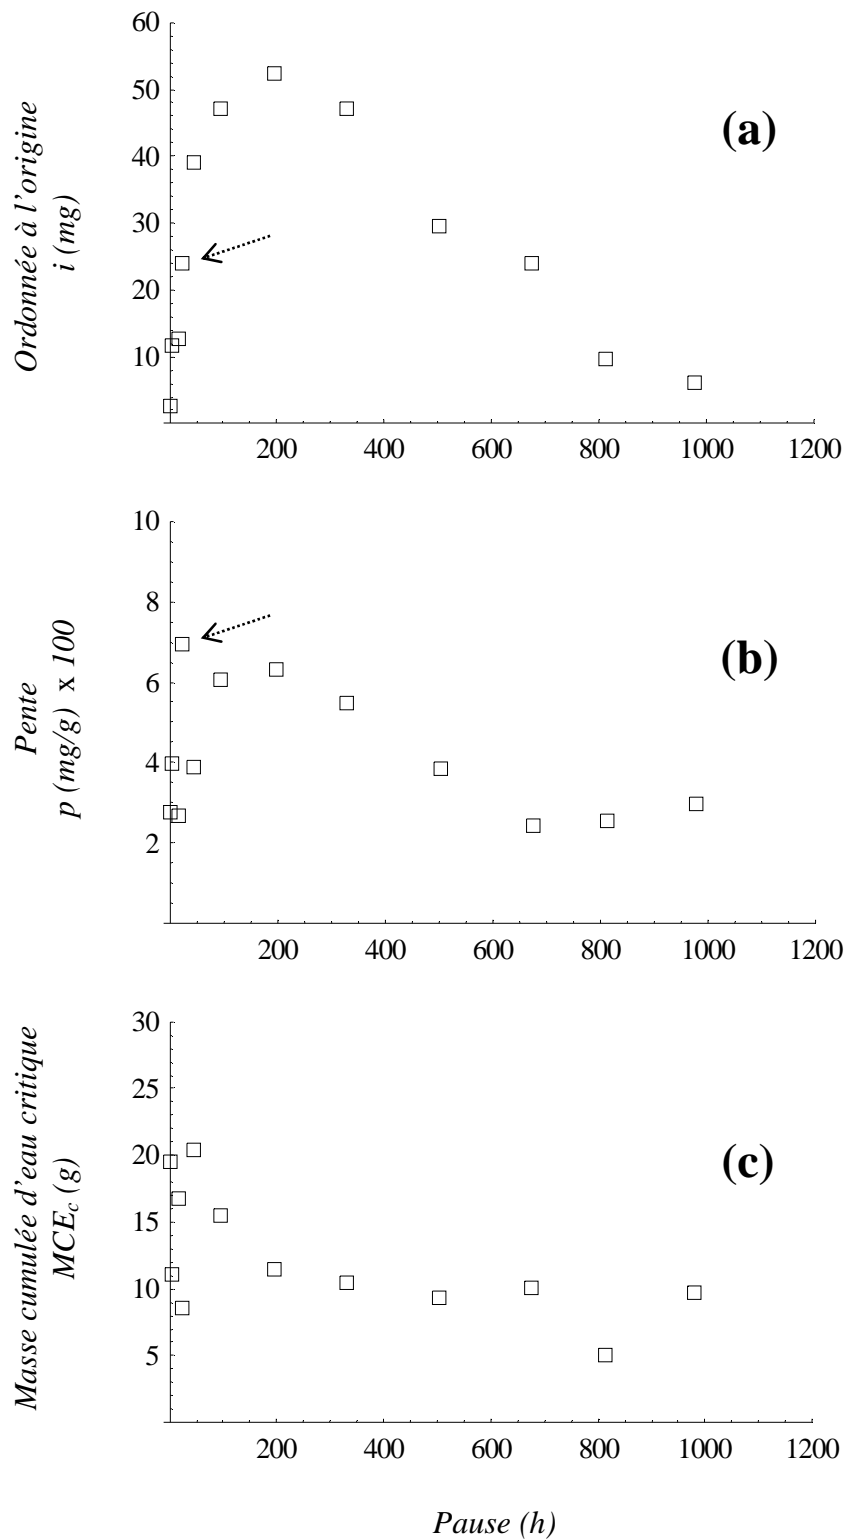 60
50
40
30
20
10
Ordonnée à l'origine
i (mg)
(a)
200 400 600 800 1000 1200
10
8
6
4
2
Pente
p (mg/g) x 100
(b)
200 400 600 800 1000 1200
30
25
20
15
10
5
Masse cumulée d'eau critique
MCEc (g)
(c)
200 400 600 800 1000 1200
Pause (h)